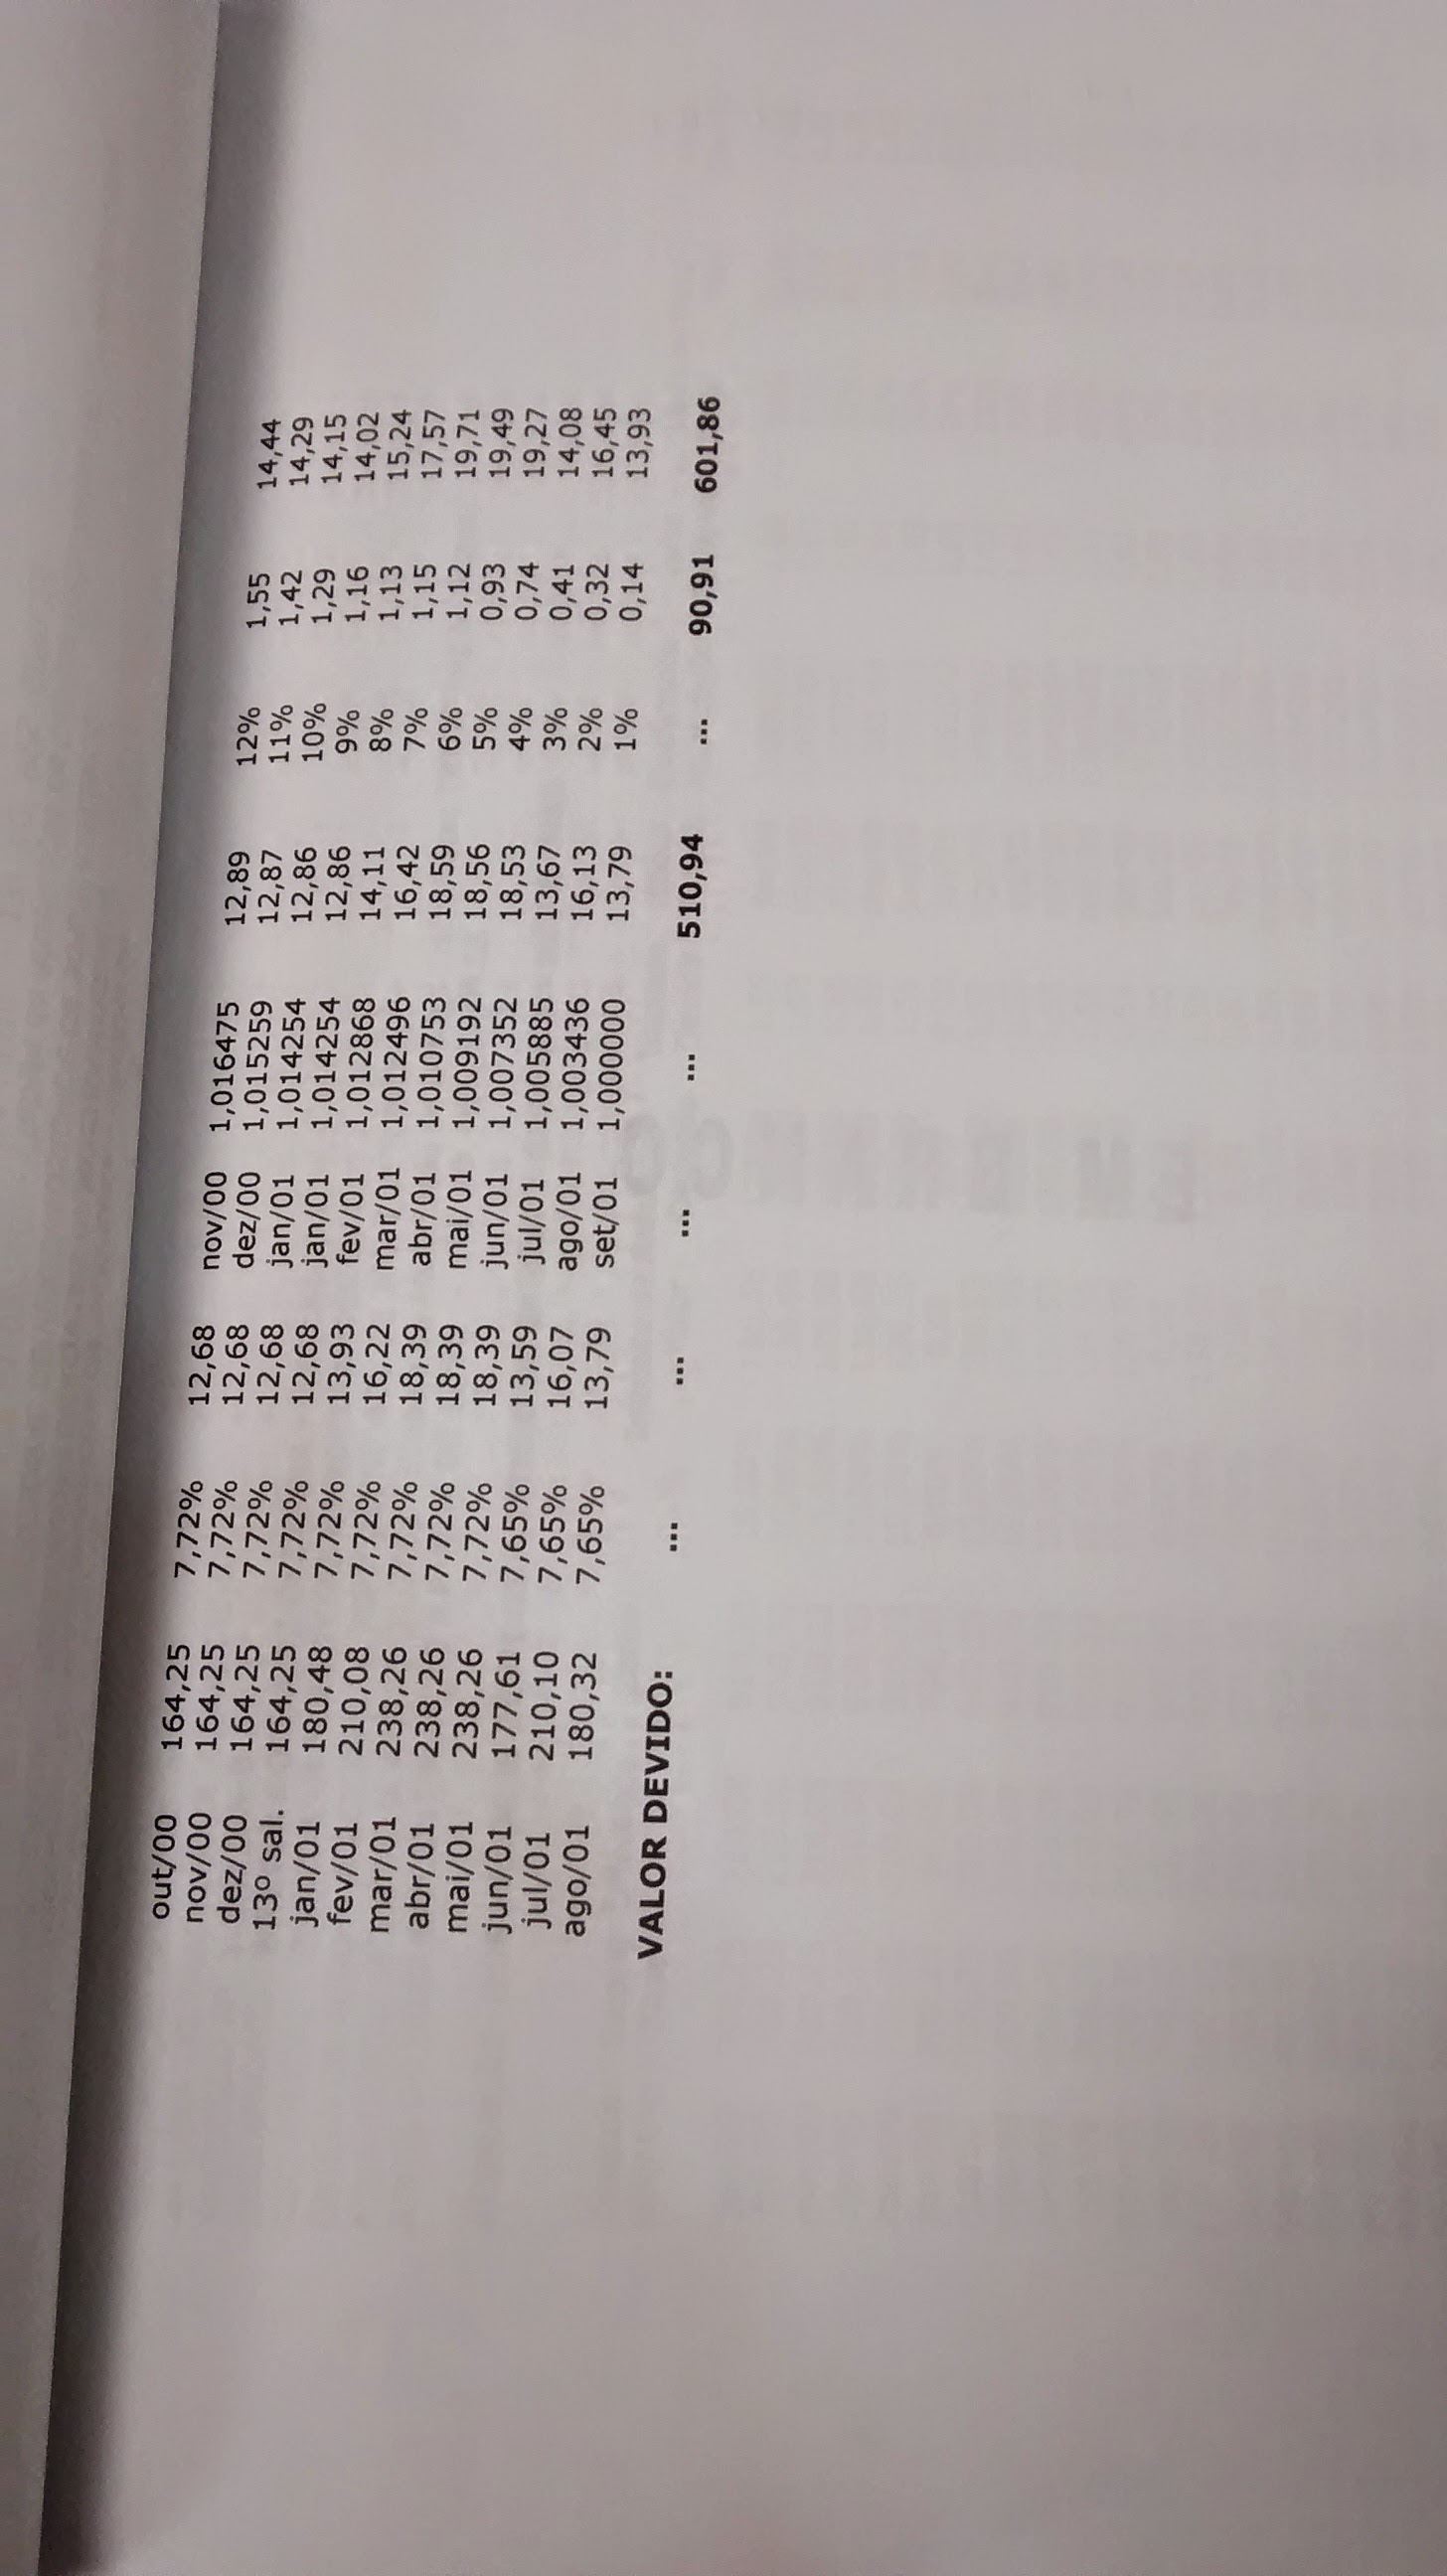 out/00 164,25 7,72% 12,68 nov/00 1,016475 12,89 12% 1,55 14,44
nov/00 164,25 7,72% 12,68 dez/00 1,015259 12,87 11% 1,42 14,29
dez/00 164,25 7,72% 12,68 jan/01 1,014254 12,86 10% 1,29 14,15
13º sal. 164,25 7,72% 12,68 jan/01 1,014254 12,86 9% 1,16 14,02
jan/01 180,48 7,72% 13,93 fev/01 1,012868 14,11 8% 1,13 15,24
fev/01 210,08 7,72% 16,22 mar/01 1,012496 16,42 7% 1,15 17,57
mar/01 238,26 7,72% 18,39 abr/01 1,010753 18,59 6% 1,12 19,71
abr/01 238,26 7,72% 18,39 mai/01 1,009192 18,56 5% 0,93 19,49
mai/01 238,26 7,72% 18,39 jun/01 1,007352 18,53 4% 0,74 19,27
jun/01 177,61 7,65% 13,59 jul/01 1,005885 13,67 3% 0,41 14,08
jul/01 210,10 7,65% 16,07 ago/01 1,003436 16,13 2% 0,32 16,45
ago/01 180,32 7,65% 13,79 set/01 1,000000 13,79 1% 0,14 13,93
VALOR DEVIDO: ... ... ... ... 510,94 ... 90,91 601,86